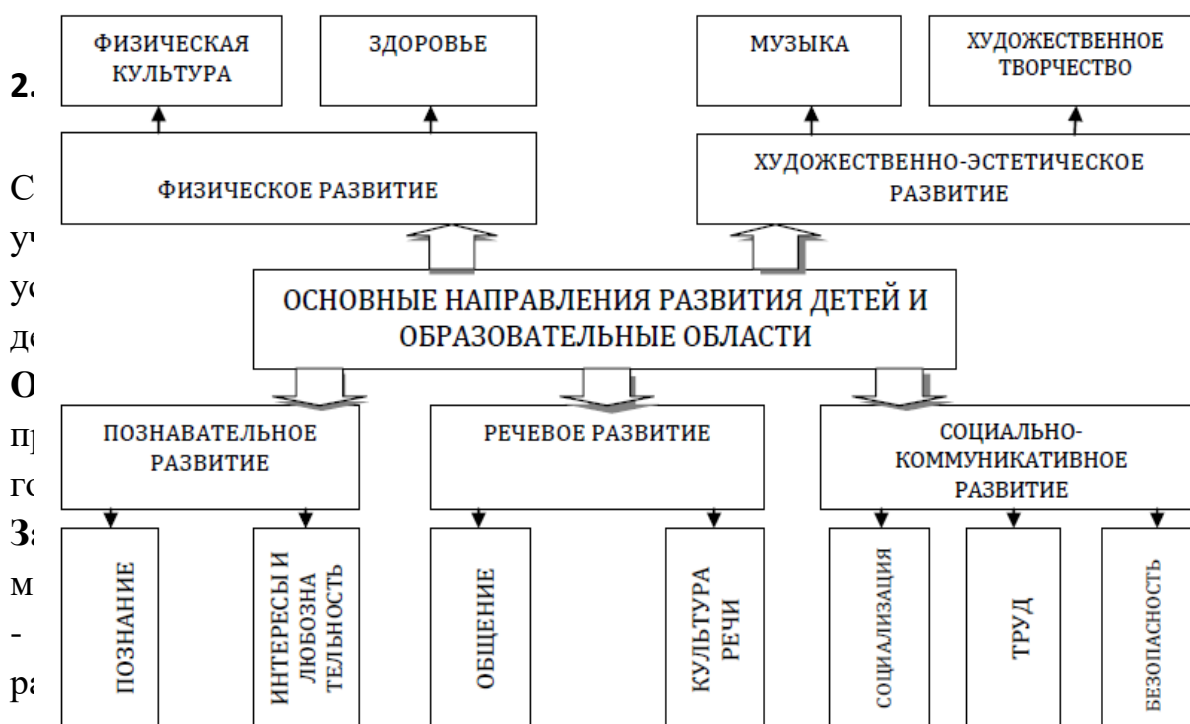 ФИЗИЧЕСКАЯ
КУЛЬТУРА
ЗДОРОВЬЕ
МУЗЫКА
ХУДОЖЕСТВЕННОЕ
ТВОРЧЕСТВО
2.
ФИЗИЧЕСКОЕ РАЗВИТИЕ
ХУДОЖЕСТВЕННО-ЭСТЕТИЧЕСКОЕ
РАЗВИТИЕ
ОСНОВНЫЕ НАПРАВЛЕНИЯ РАЗВИТИЯ ДЕТЕЙ И
ОБРАЗОВАТЕЛЬНЫЕ ОБЛАСТИ
ПОЗНАВАТЕЛЬНОЕ
РАЗВИТИЕ
РЕЧЕВОЕ РАЗВИТИЕ
СОЦИАЛЬНО-
КОММУНИКАТИВНОЕ
РАЗВИТИЕ
ПОЗНАНИЕ
ИНТЕРЕСЫ И
ЛЮБОЗНА
ТЕЛЬНОСТЬ
ОБЩЕНИЕ
КУЛЬТУРА
РЕЧИ
СОЦИАЛИЗАЦИЯ
ТРУД
БЕЗОПАСНОСТЬ